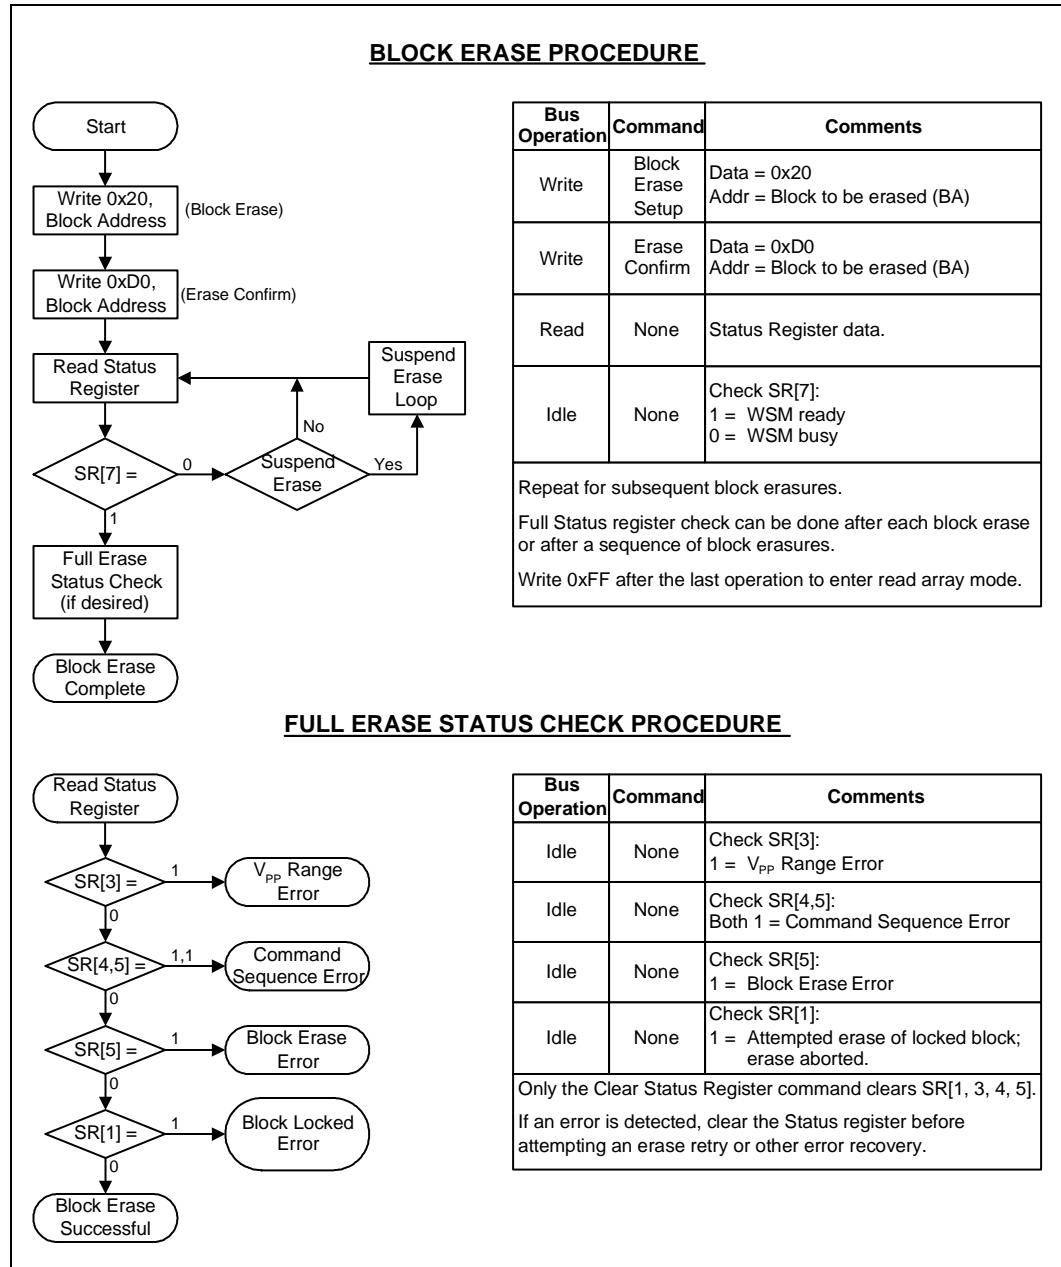 BLOCK ERASE PROCEDURE
Start
Write 0x20,
Block Address
(Block Erase)
Write 0xD0,
Block Address
(Erase Confirm)
Read Status
Register
Suspend
Erase
Loop
No
SR[7] =
0
Suspend
Erase
Yes
1
Full Erase
Status Check
(if desired)
Block Erase
Complete
Bus
Operation
Command
Comments
Write
Block
Erase
Setup
Data = 0x20
Addr = Block to be erased (BA)
Write
Erase
Confirm
Data = 0xD0
Addr = Block to be erased (BA)
Read
None
Status Register data.
Idle
None
Check SR[7]:
1 = WSM ready
0 = WSM busy
Repeat for subsequent block erasures.
Full Status register check can be done after each block erase
or after a sequence of block erasures.
Write 0xFF after the last operation to enter read array mode.
FULL ERASE STATUS CHECK PROCEDURE
Read Status
Register
SR[3] =
1
VPP Range
Error
0
SR[4,5] =
1,1
Command
Sequence Error
0
SR[5] =
1
Block Erase
Error
0
SR[1] =
1
Block Locked
Error
0
Block Erase
Successful
Bus
Operation
Command
Comments
Idle
None
Check SR[3]:
1 = VPP Range Error
Idle
None
Check SR[4,5]:
Both 1 = Command Sequence Error
Idle
None
Check SR[5]:
1 = Block Erase Error
Idle
None
Check SR[1]:
1 = Attempted erase of locked block;
erase aborted.
Only the Clear Status Register command clears SR[1, 3, 4, 5].
If an error is detected, clear the Status register before
attempting an erase retry or other error recovery.